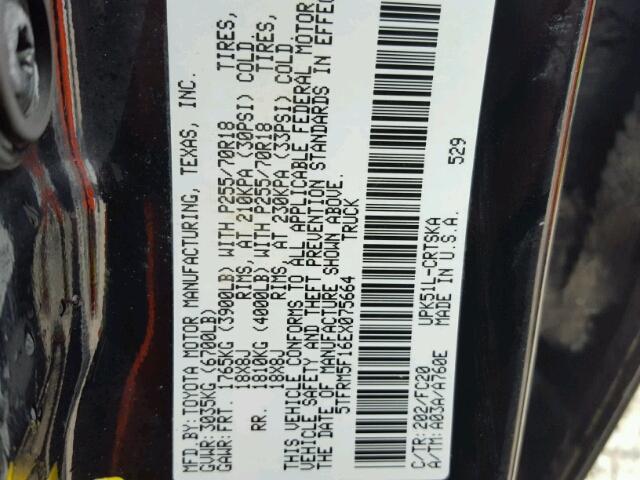 MFD.BY:TOYOTA MOTOR MANUFACTURING, TEXAS, INC.
GVWR: 3035KG (6700LB)
GAWR: FRT. 1765KG (3900LB) WITH P255/70R18 TIRES,
18X8J RIMS, AT 210KPA (30PSI) COLD.
RR. 1810KG (4000LB) WITH P255/70R18 TIRES,
18X8J RIMS, AT 230KPA (33PSI) COLD.
THIS VEHICLE CONFORMS TO ALL APPLICABLE FEDERAL MOTOR
VEHICLE SAFETY AND THEFT PREVENTION STANDARDS IN EFFEC
THE DATE OF MANUFACTURE SHOWN ABOVE.
5TFRM5F16EX075664 TRUCK
C/TR: 202/FC20 UPK51L-CRTSKA 529
A/TM: A03A/A760E MADE IN U.S.A.